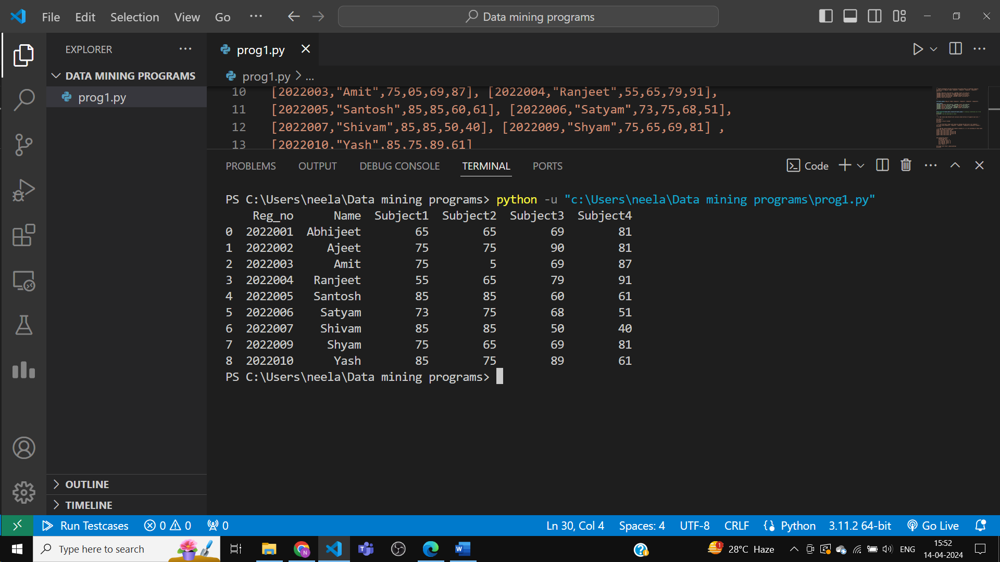 File Edit Selection View Go ··· Data mining programs
EXPLORER ···
DATA MINING PROGRAMS
prog1.py
prog1.py
prog1.py > ...
10 [2022003,"Amit",75,05,69,87], [2022004,"Ranjeet",55,65,79,91],
11 [2022005,"Santosh",85,85,60,61], [2022006,"Satyam",73,75,68,51],
12 [2022007,"Shivam",85,85,50,40], [2022009,"Shyam",75,65,69,81] ,
13 [2022010,"Yash",85,75,89,61]
PROBLEMS OUTPUT DEBUG CONSOLE TERMINAL PORTS Code
PS C:\Users\neela\Data mining programs> python -u "c:\Users\neela\Data mining programs\prog1.py"
Reg_no Name Subject1 Subject2 Subject3 Subject4
0 2022001 Abhijeet 65 65 69 81
1 2022002 Ajeet 75 75 90 81
2 2022003 Amit 75 5 69 87
3 2022004 Ranjeet 55 65 79 91
4 2022005 Santosh 85 85 60 61
5 2022006 Satyam 73 75 68 51
6 2022007 Shivam 85 85 50 40
7 2022009 Shyam 75 65 69 81
8 2022010 Yash 85 75 89 61
PS C:\Users\neela\Data mining programs>
OUTLINE
TIMELINE
Run Testcases 0 0 0 Ln 30, Col 4 Spaces: 4 UTF-8 CRLF Python 3.11.2 64-bit Go Live
Type here to search 1 28°C Haze ENG 15:52
14-04-2024